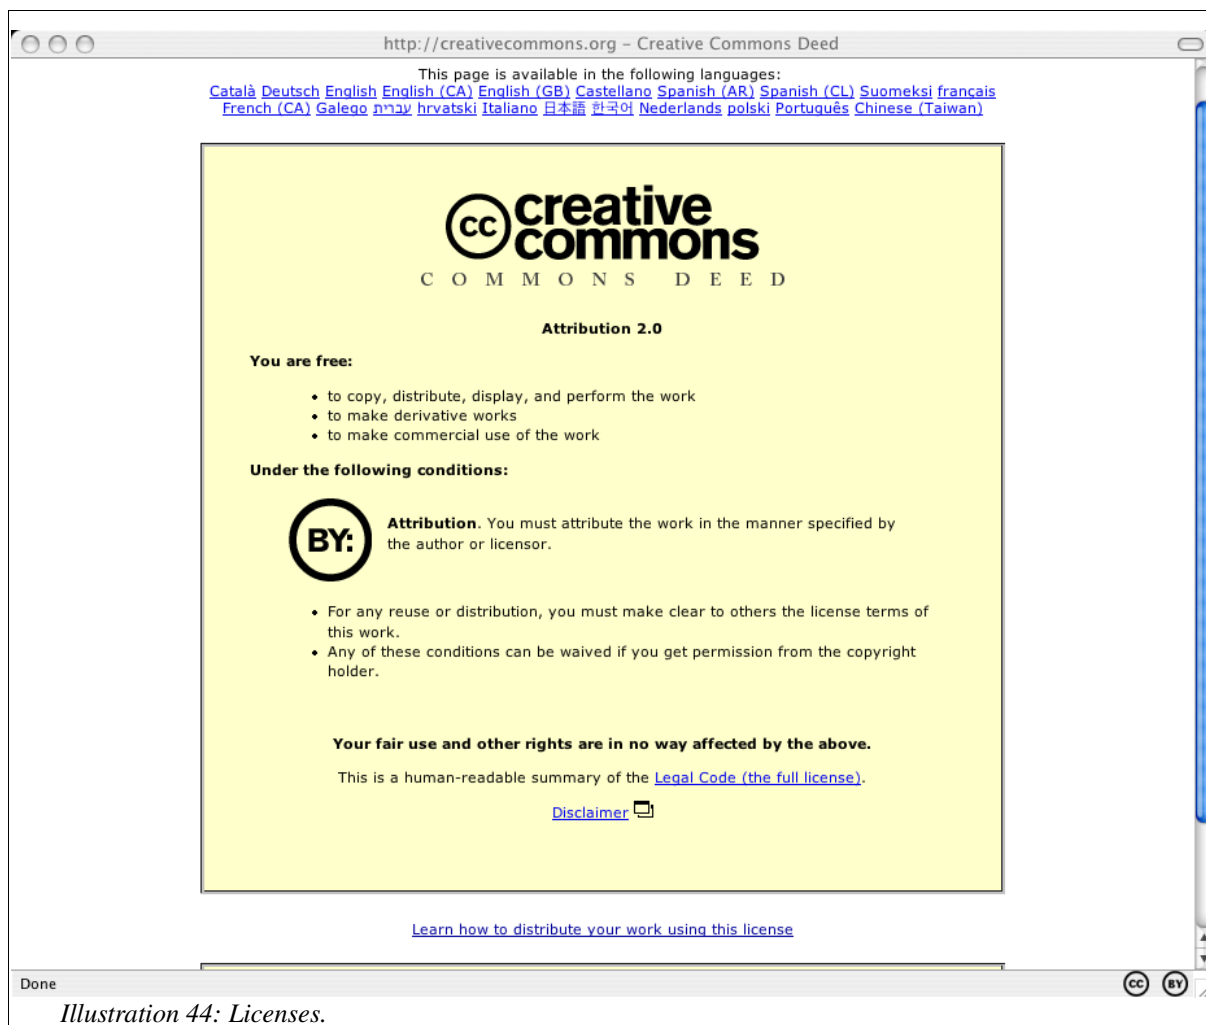 http://creativecommons.org – Creative Commons Deed
This page is available in the following languages:
Català Deutsch English English (CA) English (GB) Castellano Spanish (AR) Spanish (CL) Suomeksi français
French (CA) Galego עברית hrvatski Italiano 日本語 한국어 Nederlands polski Português Chinese (Taiwan)
cc creative
commons
COMMONS DEED
Attribution 2.0
You are free:
• to copy, distribute, display, and perform the work
• to make derivative works
• to make commercial use of the work
Under the following conditions:
BY:
Attribution. You must attribute the work in the manner specified by
the author or licensor.
• For any reuse or distribution, you must make clear to others the license terms of
this work.
• Any of these conditions can be waived if you get permission from the copyright
holder.
Your fair use and other rights are in no way affected by the above.
This is a human-readable summary of the Legal Code (the full license).
Disclaimer
Learn how to distribute your work using this license
Done
cc BY
Illustration 44: Licenses.